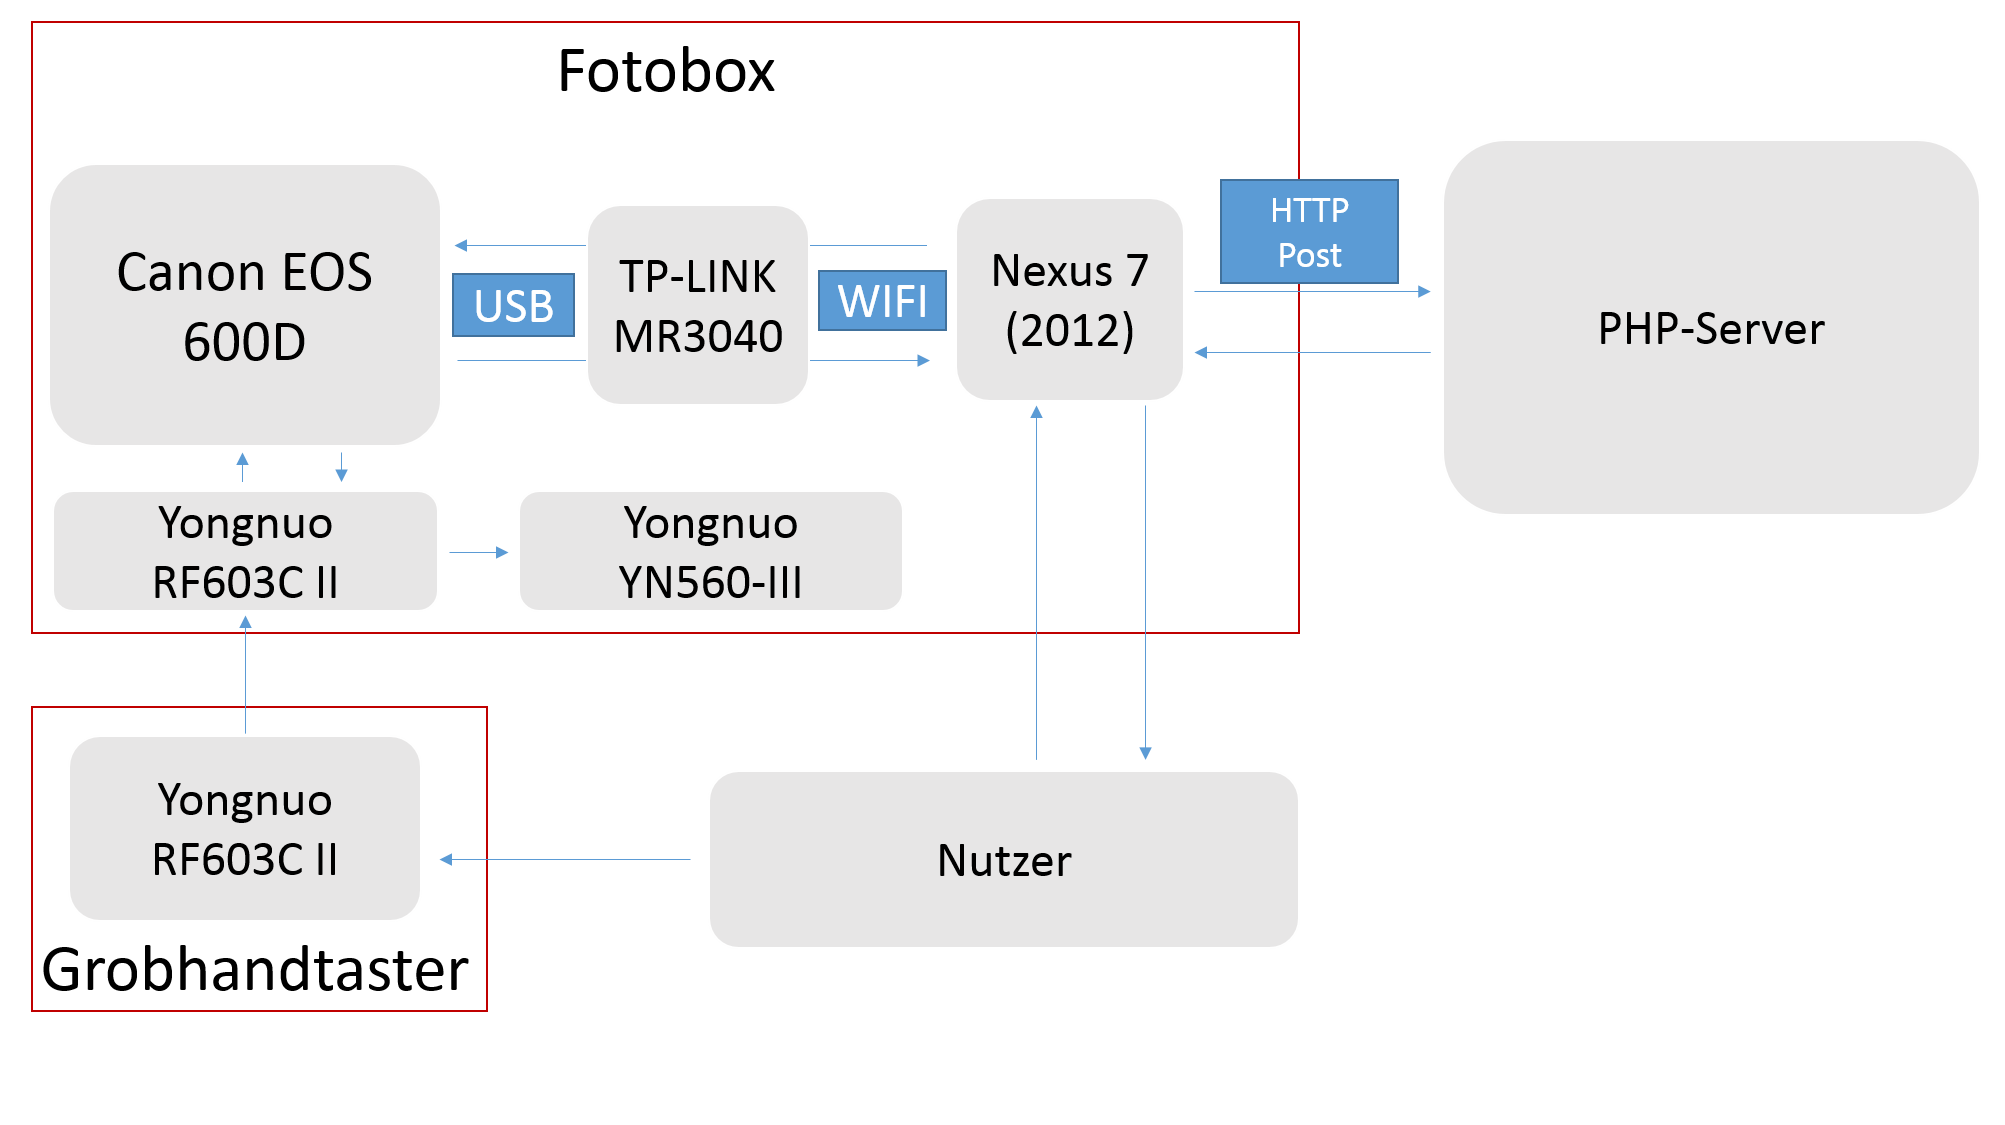 Fotobox
Canon EOS
600D
USB
TP-LINK
MR3040
WIFI
Nexus 7
(2012)
HTTP
Post
PHP-Server
Yongnuo
RF603C II
Yongnuo
YN560-III
Yongnuo
RF603C II
Grobhandtaster
Nutzer